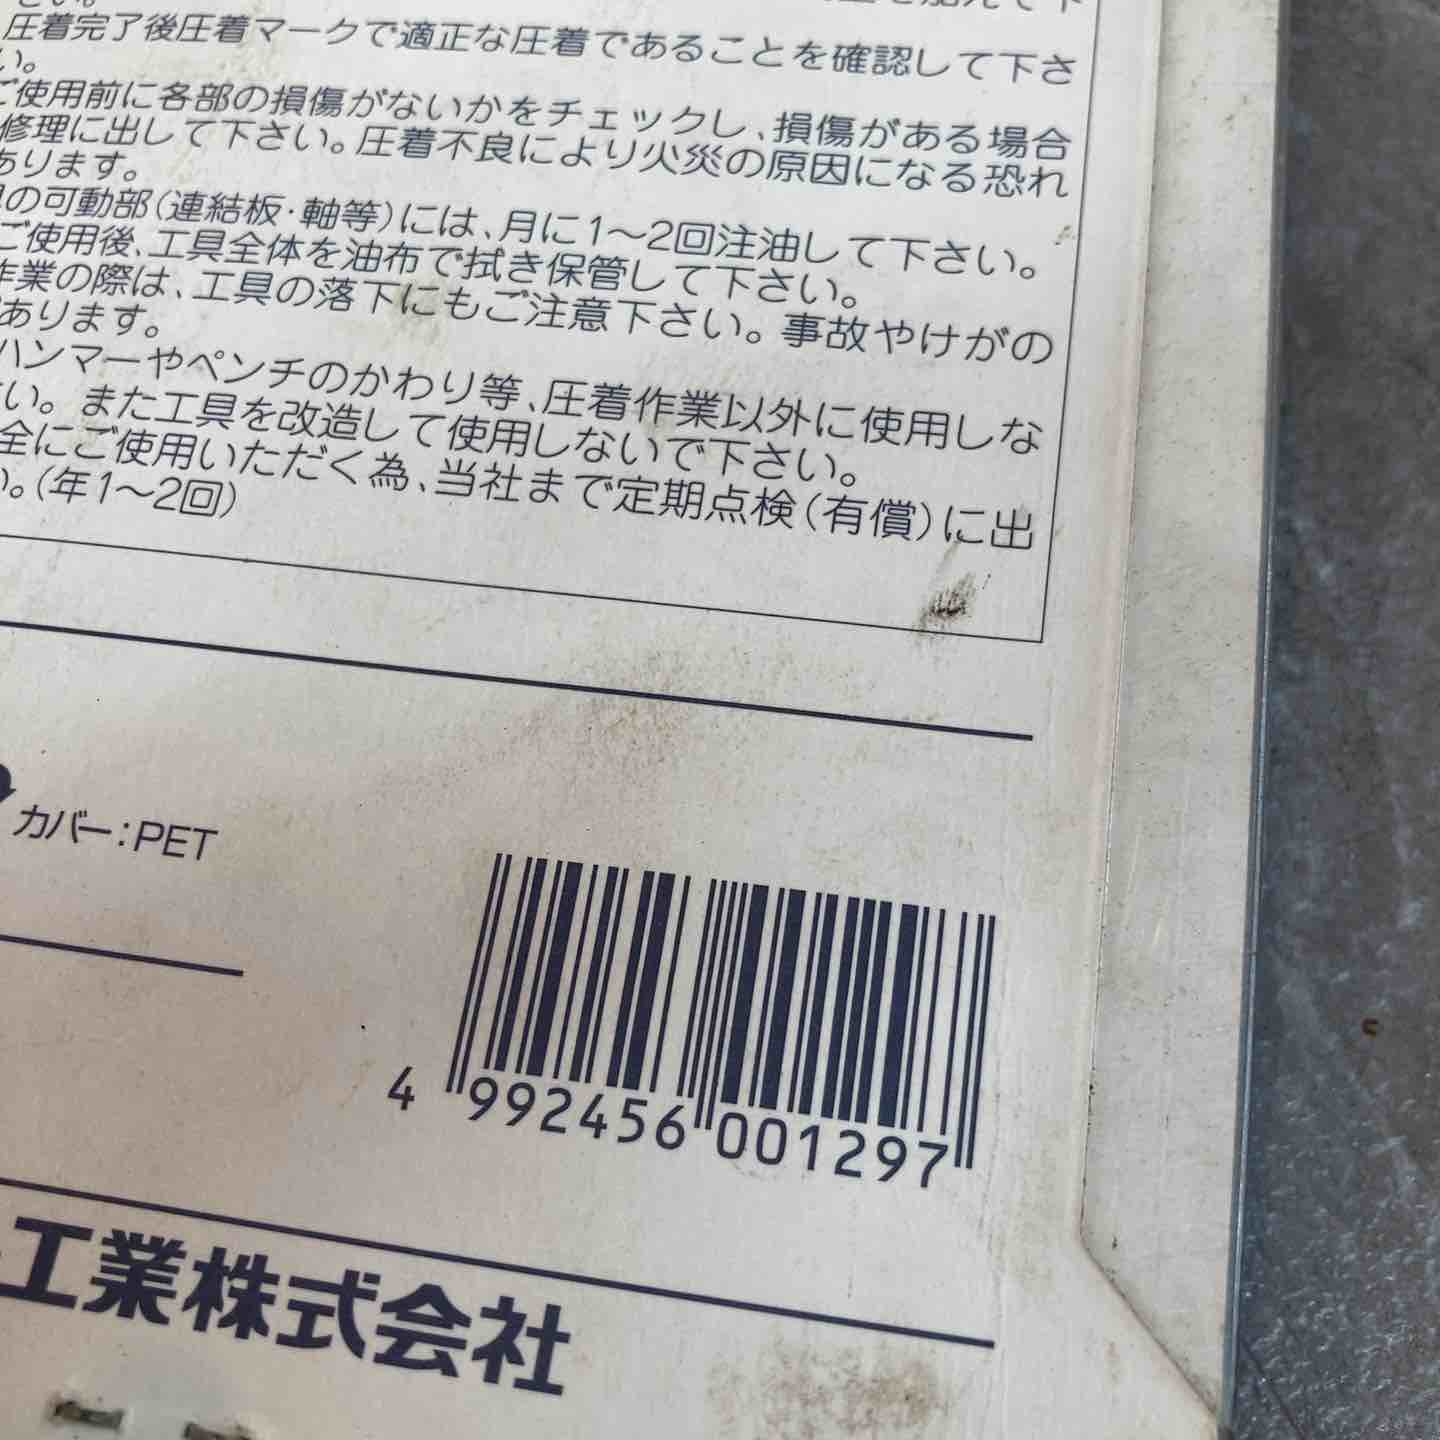 圧着完了後圧着マークで適正な圧着であることを確認して下さ
い。
ご使用前に各部の損傷がないかをチェックし、損傷がある場合
修理に出して下さい。圧着不良により火災の原因になる恐れ
あります。
の可動部(連結板・軸等)には、月に1〜2回注油して下さい。
ご使用後、工具全体を油布で拭き保管して下さい。
作業の際は、工具の落下にもご注意下さい。事故やけがの
あります。
ハンマーやペンチのかわり等、圧着作業以外に使用しな
い。また工具を改造して使用しないで下さい。
全にご使用いただく為、当社まで定期点検(有償)に出
い。(年1〜2回)
カバー:PET
4 992456 001297
工業株式会社